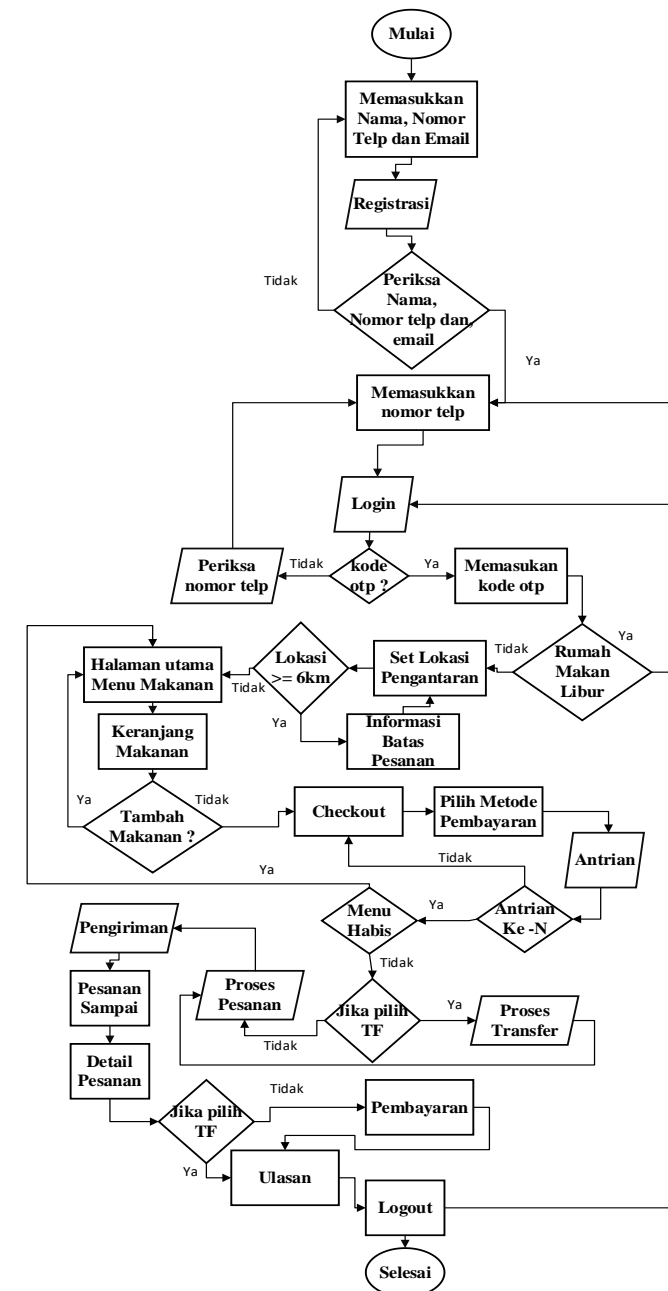 Mulai
Memasukkan
Nama, Nomor
Telp dan Email
Registrasi
Tidak
Periksa
Nama,
Nomor telp dan,
email
Ya
Memasukkan
nomor telp
Login
Periksa
nomor telp
Tidak
kode
otp ?
Ya
Memasukan
kode otp
Halaman utama
Menu Makanan
Tidak
Lokasi
>= 6km
Ya
Set Lokasi
Pengantaran
Tidak
Rumah
Makan
Libur
Ya
Informasi
Batas
Pesanan
Keranjang
Makanan
Ya
Tambah
Makanan ?
Tidak
Checkout
Pilih Metode
Pembayaran
Antrian
Tidak
Ya
Menu
Habis
Ya
Antrian
Ke -N
Tidak
Pengiriman
Pesanan
Sampai
Proses
Pesanan
Tidak
Jika pilih
TF
Ya
Proses
Transfer
Detail
Pesanan
Jika pilih
TF
Tidak
Pembayaran
Ya
Ulasan
Logout
Selesai